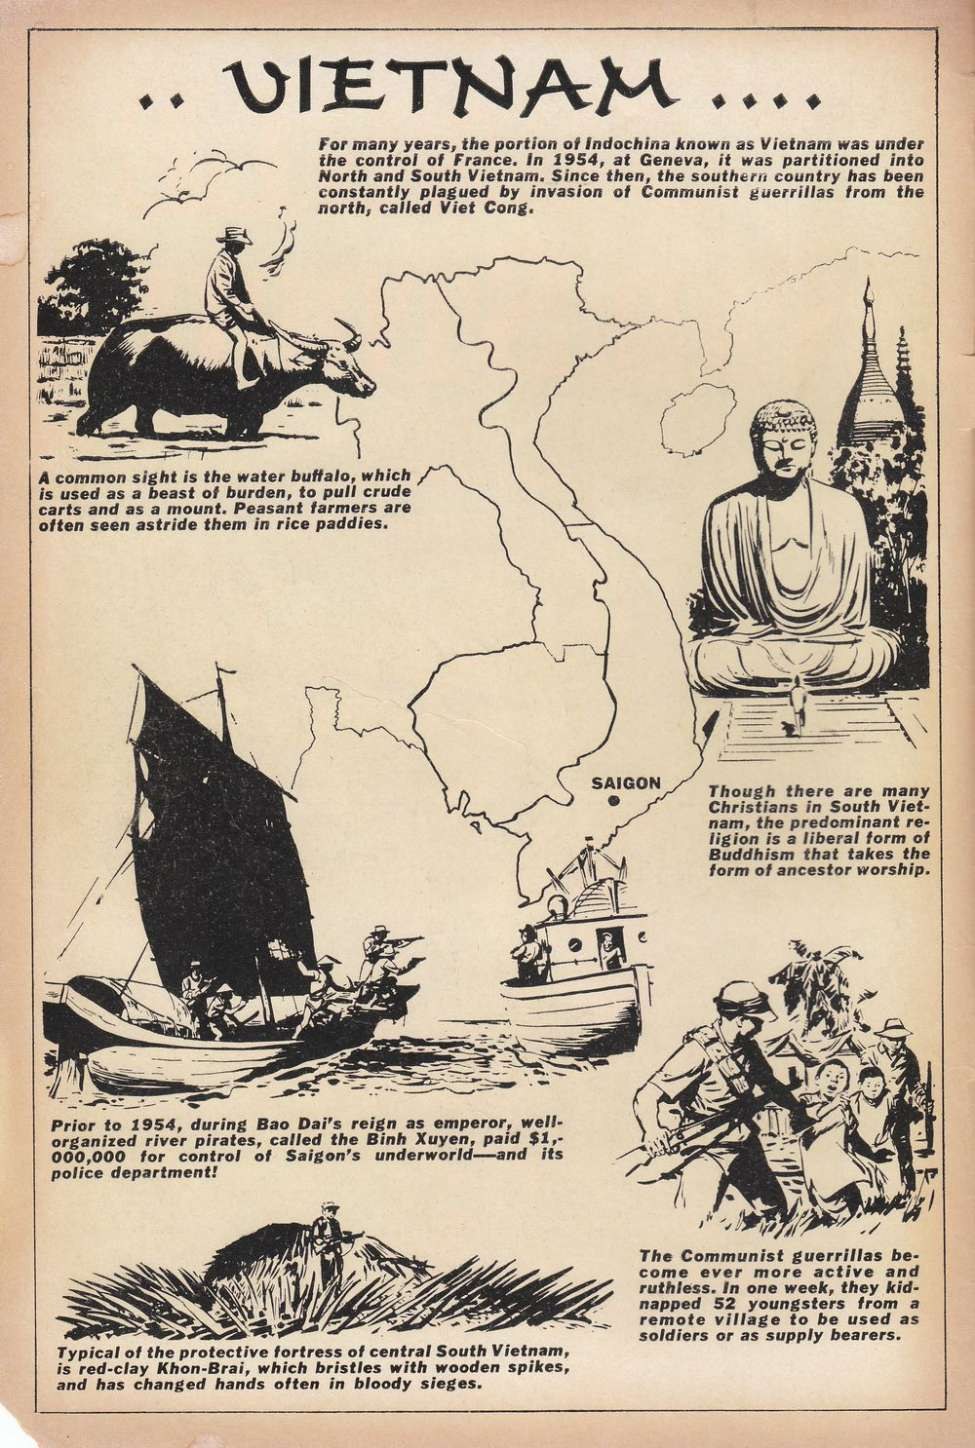 .. VIETNAM ....
For many years, the portion of Indochina known as Vietnam was under
the control of France. In 1954, at Geneva, it was partitioned into
North and South Vietnam. Since then, the southern country has been
constantly plagued by invasion of Communist guerrillas from the
north, called Viet Cong.
A common sight is the water buffalo, which
is used as a beast of burden, to pull crude
carts and as a mount. Peasant farmers are
often seen astride them in rice paddies.
SAIGON
Though there are many
Christians in South Viet-
nam, the predominant re-
ligion is a liberal form of
Buddhism that takes the
form of ancestor worship.
Prior to 1954, during Bao Dai's reign as emperor, well-
organized river pirates, called the Binh Xuyen, paid $1,-
000,000 for control of Saigon's underworld—and its
police department!
The Communist guerrillas be-
come ever more active and
ruthless. In one week, they kid-
napped 52 youngsters from a
remote village to be used as
soldiers or as supply bearers.
Typical of the protective fortress of central South Vietnam,
is red-clay Khon-Brai, which bristles with wooden spikes,
and has changed hands often in bloody sieges.